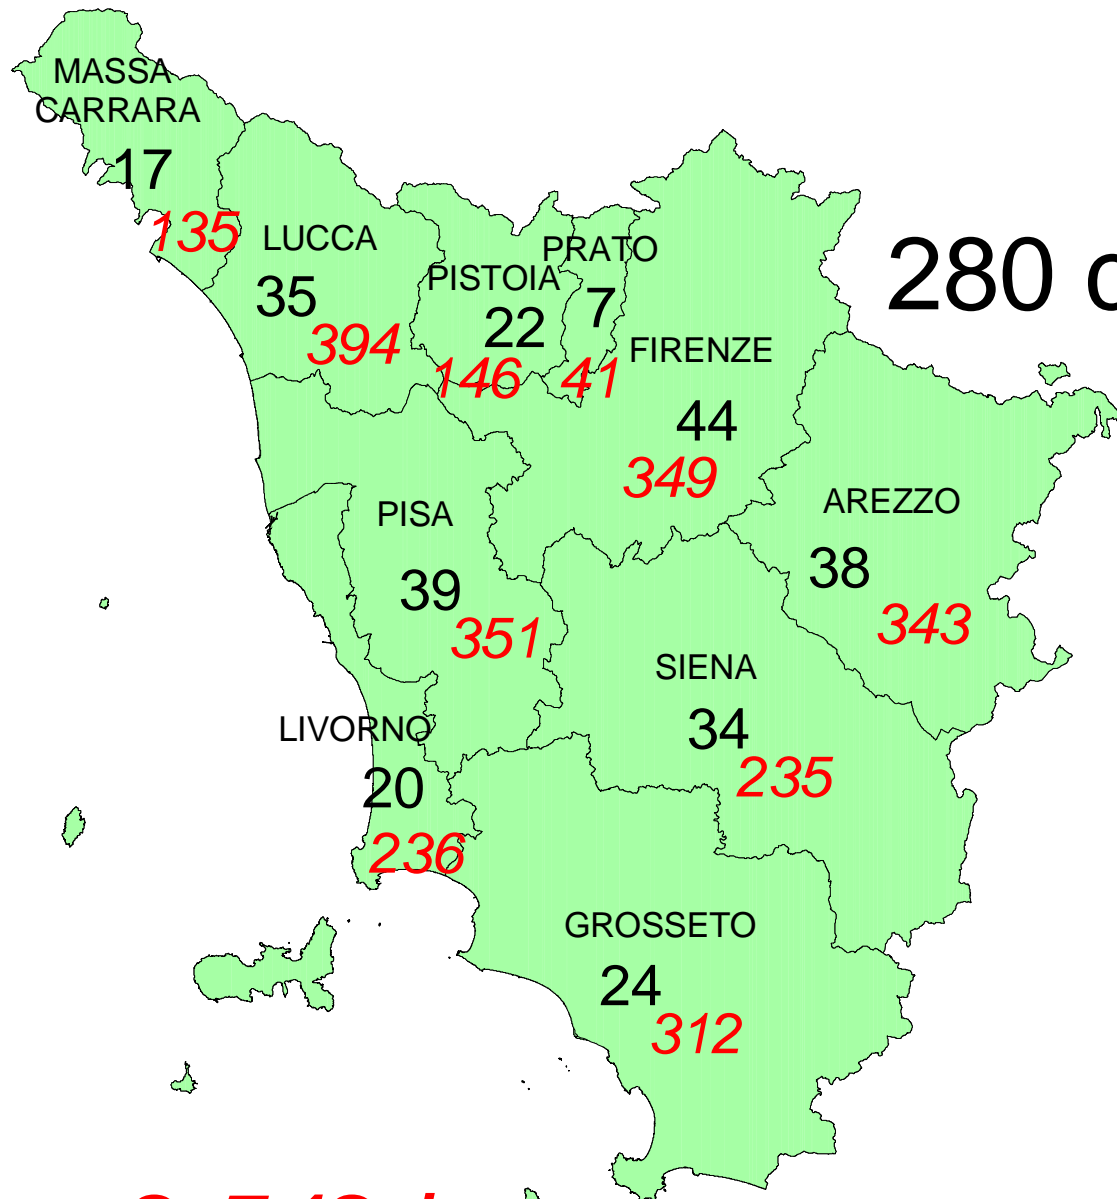 MASSA
CARRARA
17
135
LUCCA
35
394
PISTOIA
22
146
PRATO
7
41
FIRENZE
44
349
280
AREZZO
38
343
PISA
39
351
SIENA
34
235
LIVORNO
20
236
GROSSETO
24
312